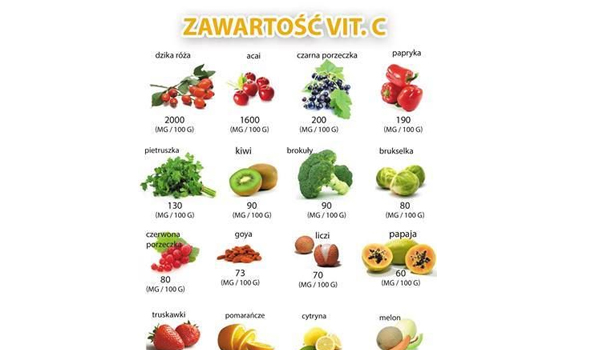 ZAWARTOŚĆ VIT. C
dzika róża
acai
czarna porzeczka
papryka
2000
(MG / 100 G)
1600
(MG / 100 G)
200
(MG / 100 G)
190
(MG / 100 G)
pietruszka
kiwi
brokuły
brukselka
130
(MG / 100 G)
90
(MG / 100 G)
90
(MG / 100 G)
80
(MG / 100 G)
czerwona
porzeczka
goya
liczi
papaja
80
(MG / 100 G)
73
(MG / 100 G)
70
(MG / 100 G)
60
(MG / 100 G)
truskawki
pomarańcze
cytryna
melon